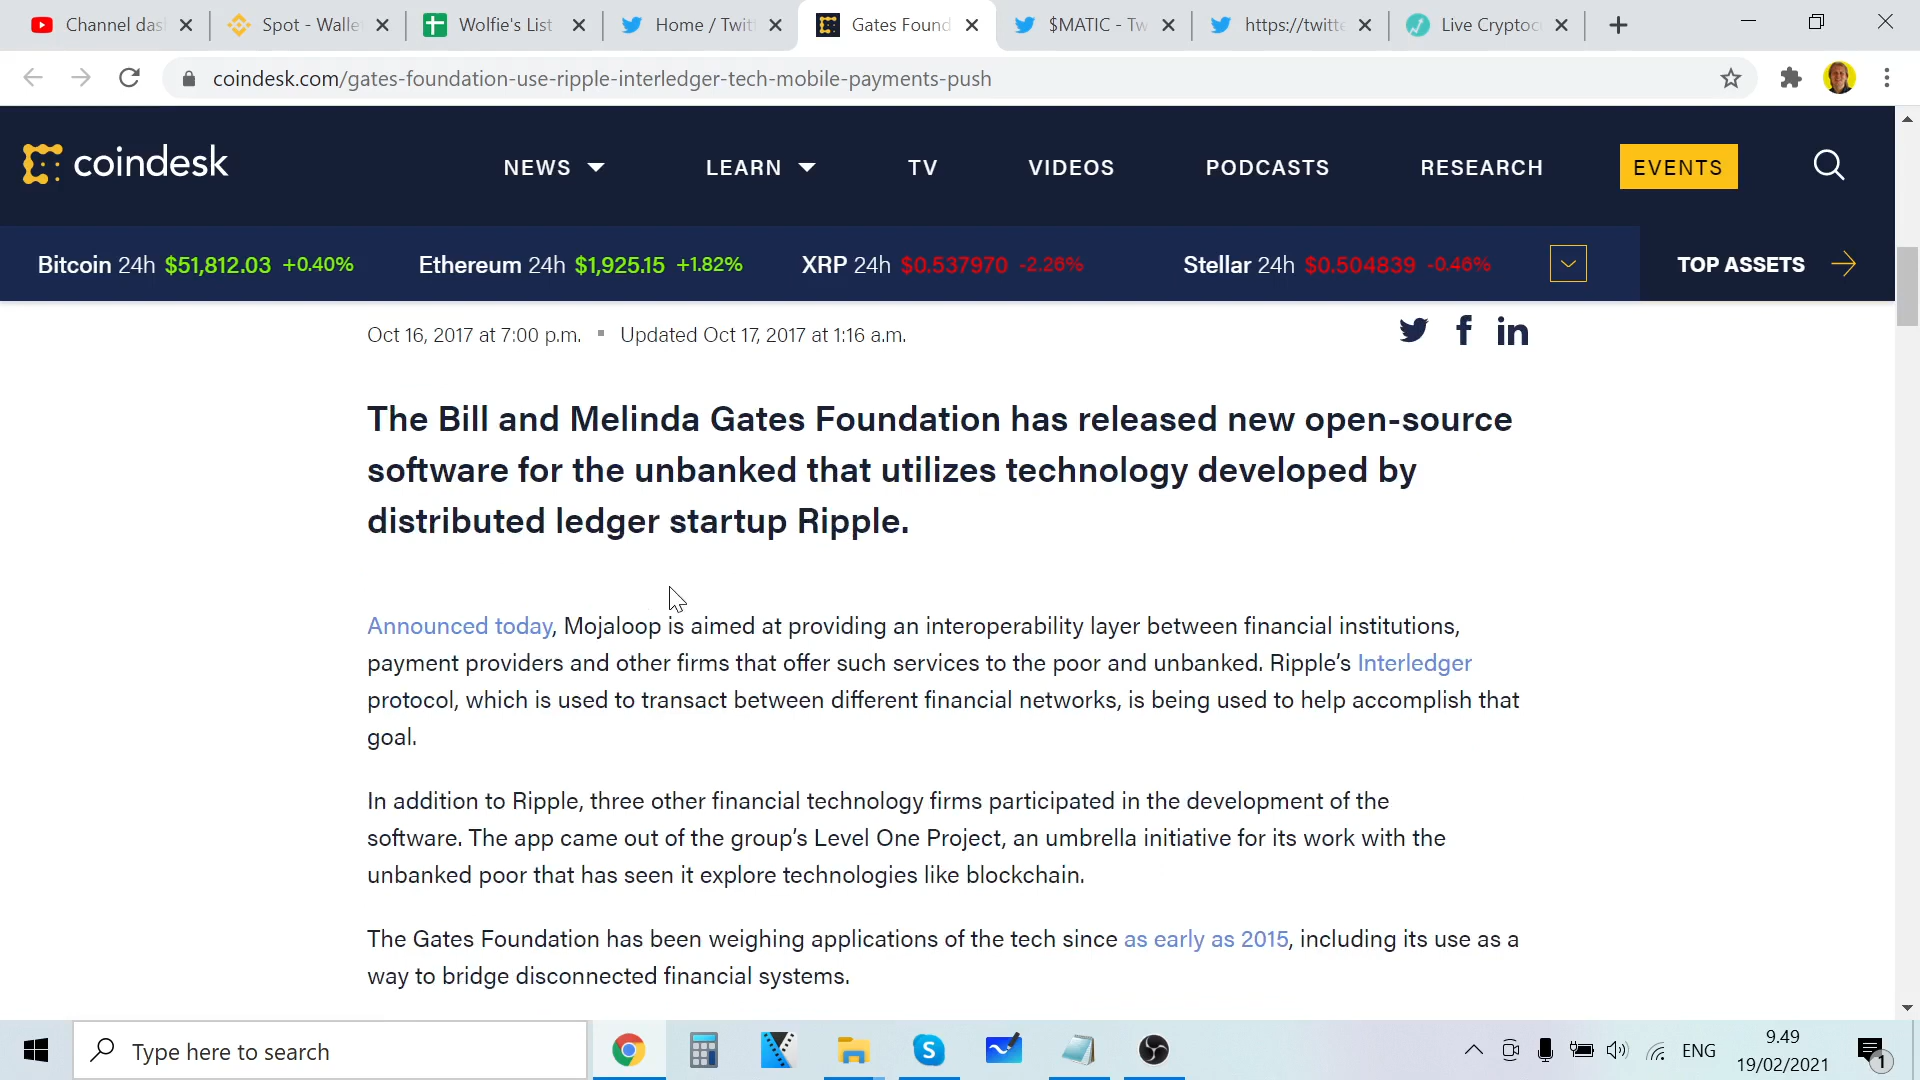 Channel das
Spot - Walle
Wolfie's List
Home / Twit
Gates Found
$MATIC - Tw
https://twitte
Live Cryptoc
coindesk.com/gates-foundation-use-ripple-interledger-tech-mobile-payments-push
coindesk
NEWS
LEARN
TV
VIDEOS
PODCASTS
RESEARCH
EVENTS
Bitcoin 24h $51,812.03 +0.40%
Ethereum 24h $1,925.15 +1.82%
XRP 24h $0.537970 -2.26%
Stellar 24h $0.504839 -0.46%
TOP ASSETS
Oct 16, 2017 at 7:00 p.m. ▪ Updated Oct 17, 2017 at 1:16 a.m.
The Bill and Melinda Gates Foundation has released new open-source
software for the unbanked that utilizes technology developed by
distributed ledger startup Ripple.
Announced today, Mojaloop is aimed at providing an interoperability layer between financial institutions,
payment providers and other firms that offer such services to the poor and unbanked. Ripple's Interledger
protocol, which is used to transact between different financial networks, is being used to help accomplish that
goal.
In addition to Ripple, three other financial technology firms participated in the development of the
software. The app came out of the group's Level One Project, an umbrella initiative for its work with the
unbanked poor that has seen it explore technologies like blockchain.
The Gates Foundation has been weighing applications of the tech since as early as 2015, including its use as a
way to bridge disconnected financial systems.
Type here to search
ENG
9.49
19/02/2021
1